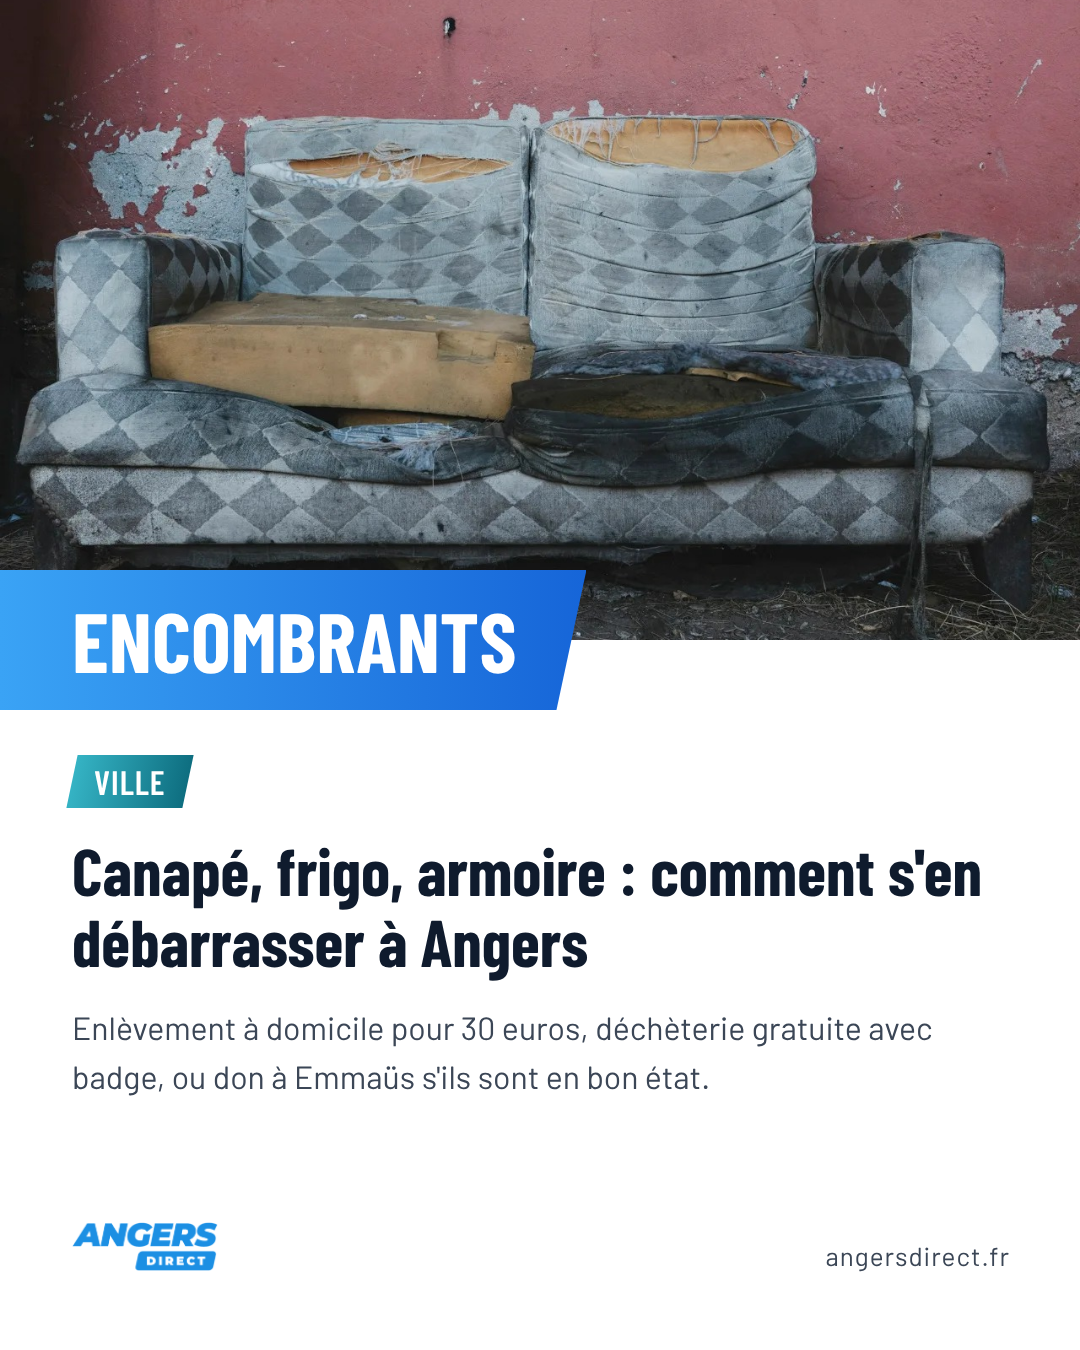 ENCOMBRANTS
VILLE
Canapé, frigo, armoire : comment s'en
débarrasser à Angers
Enlèvement à domicile pour 30 euros, déchèterie gratuite avec
badge, ou don à Emmaüs s'ils sont en bon état.
ANGERS
DIRECT
angersdirect.fr